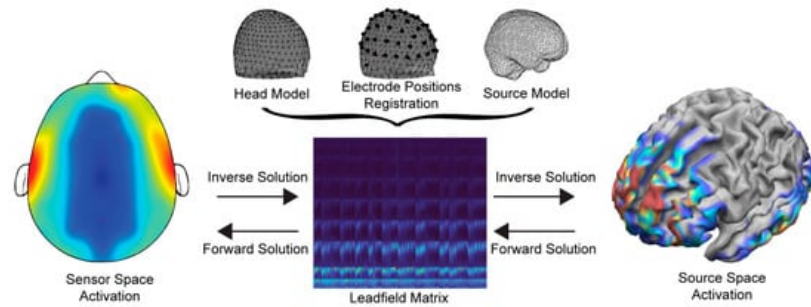 Head Model
Electrode Positions
Registration
Source Model
Inverse Solution
Inverse Solution
Forward Solution
Forward Solution
Sensor Space
Activation
Leadfield Matrix
Source Space
Activation